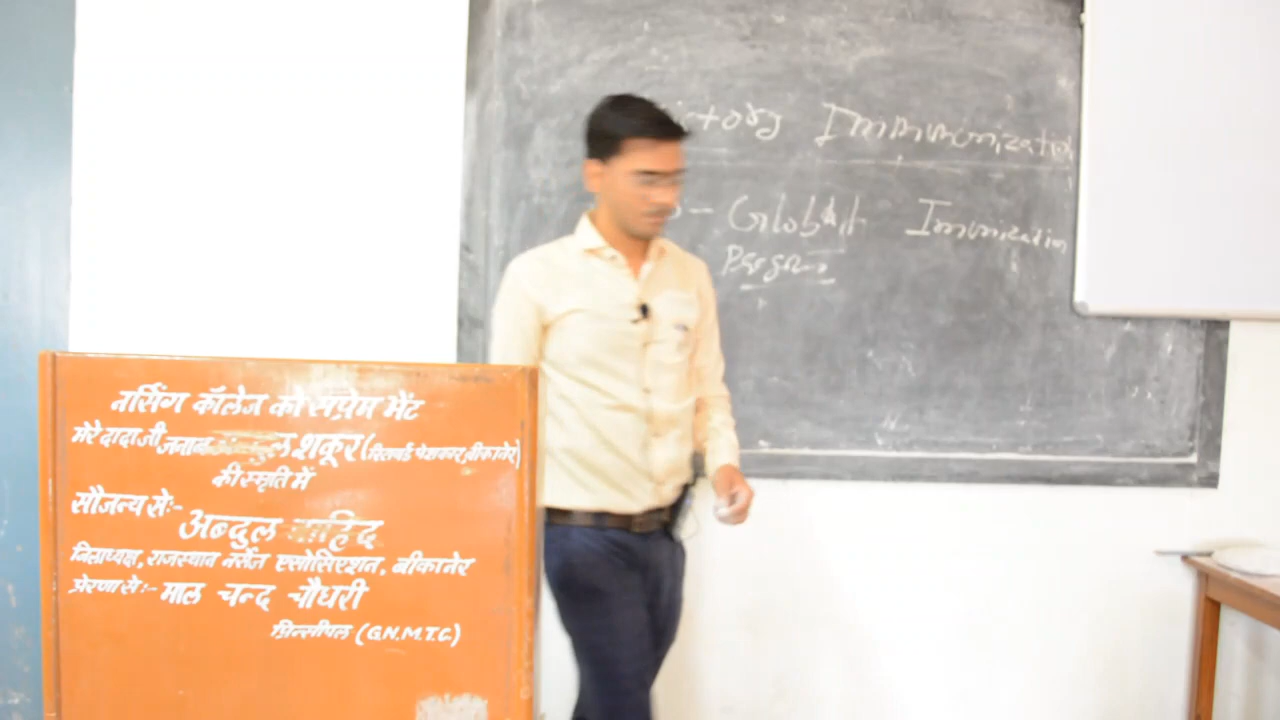 नर्सिंग कॉलेज को सप्रेम भेंट
मेरे दादाजी जनाब शकूर (रिटायर्ड पेशकार, बीकानेर)
की स्मृति में
सौजन्य से:-
अब्दुल वाहिद
जिलाध्यक्ष, राजस्थान नर्सेज एसोसिएशन, बीकानेर
प्रेरणा से:- माल चन्द चौधरी
प्रिन्सीपल (G.N.M.T.C.)
Immunization
- Global Immunization